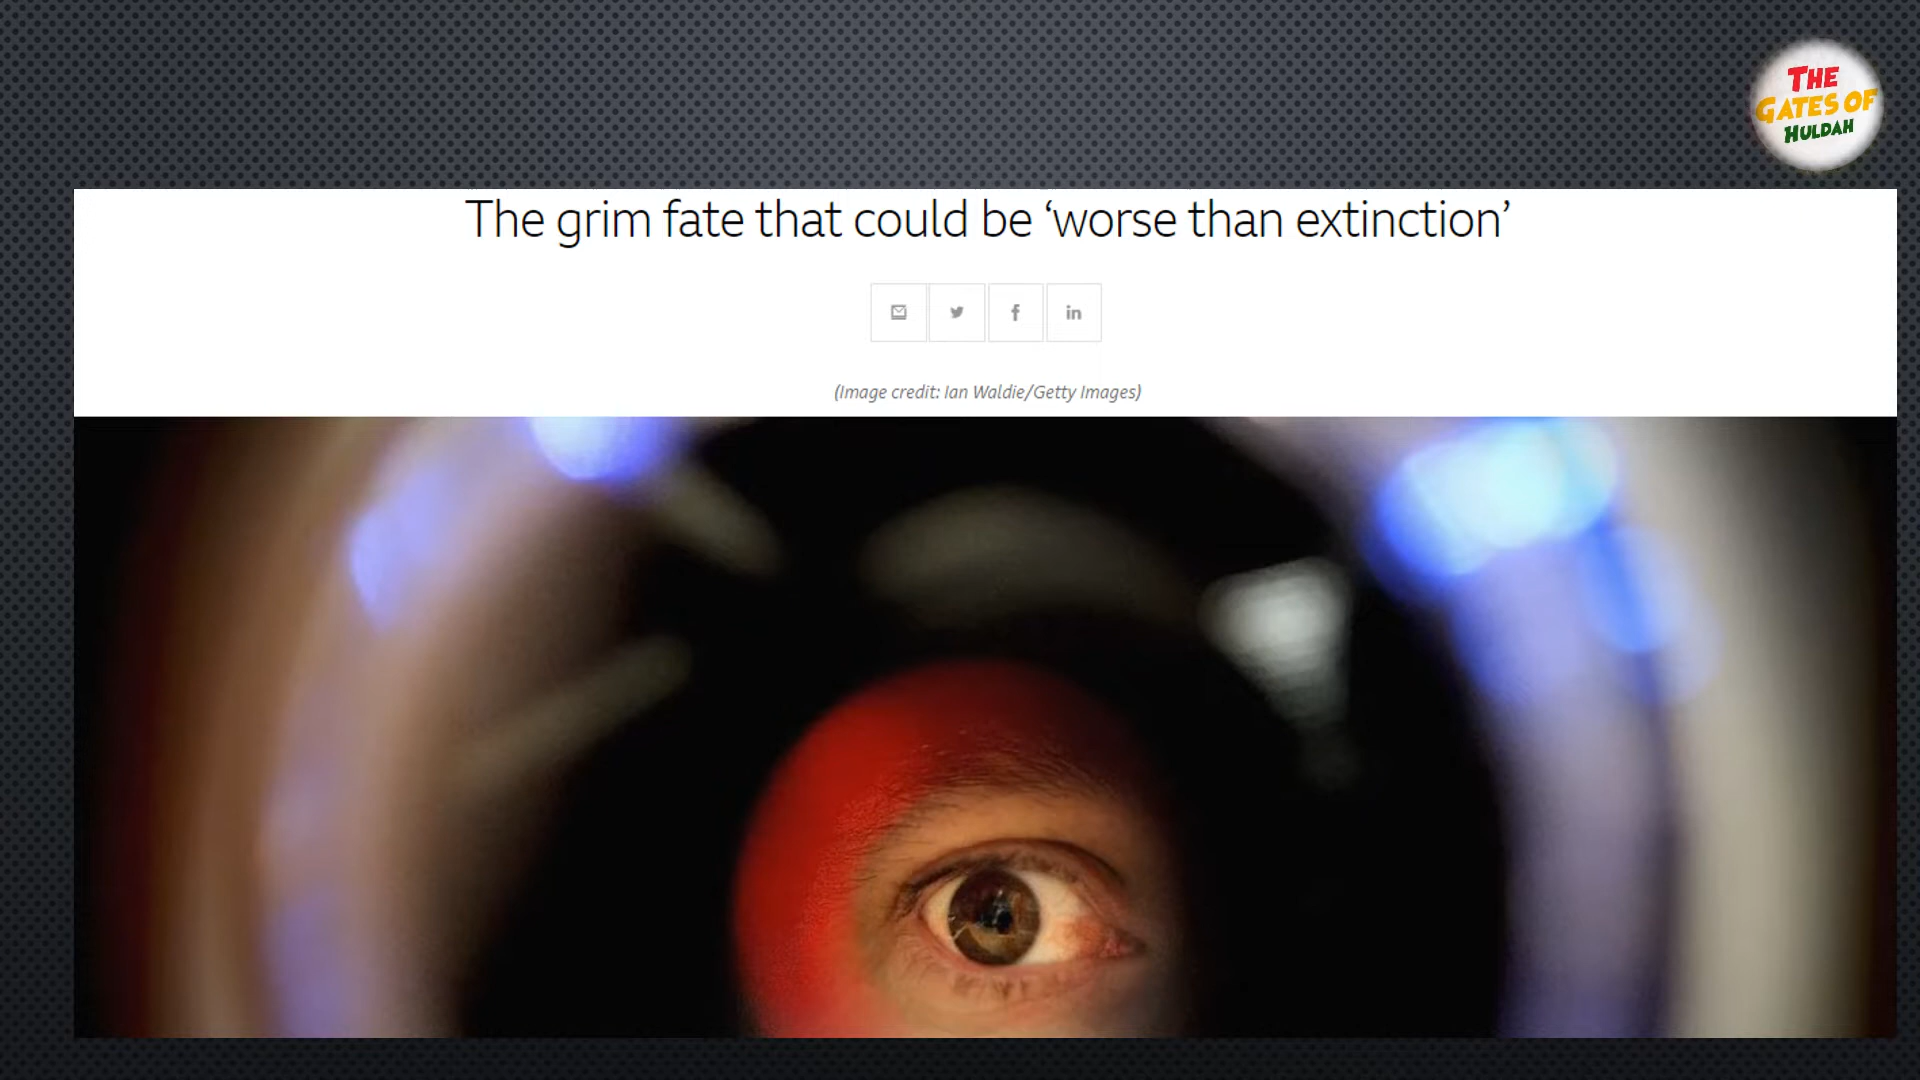 THE
GATES OF
HULDAH
The grim fate that could be ‘worse than extinction’
in
(Image credit: Ian Waldie/Getty Images)